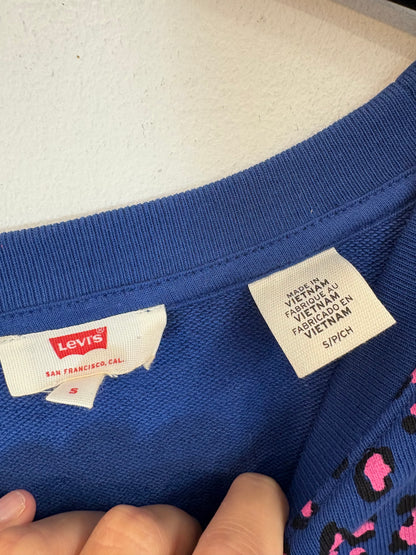 Levi's®
SAN FRANCISCO, CAL.
S
MADE IN
VIETNAM
FABRIQUÉ AU
VIETNAM
FABRICADO EN
VIETNAM
S/P/CH